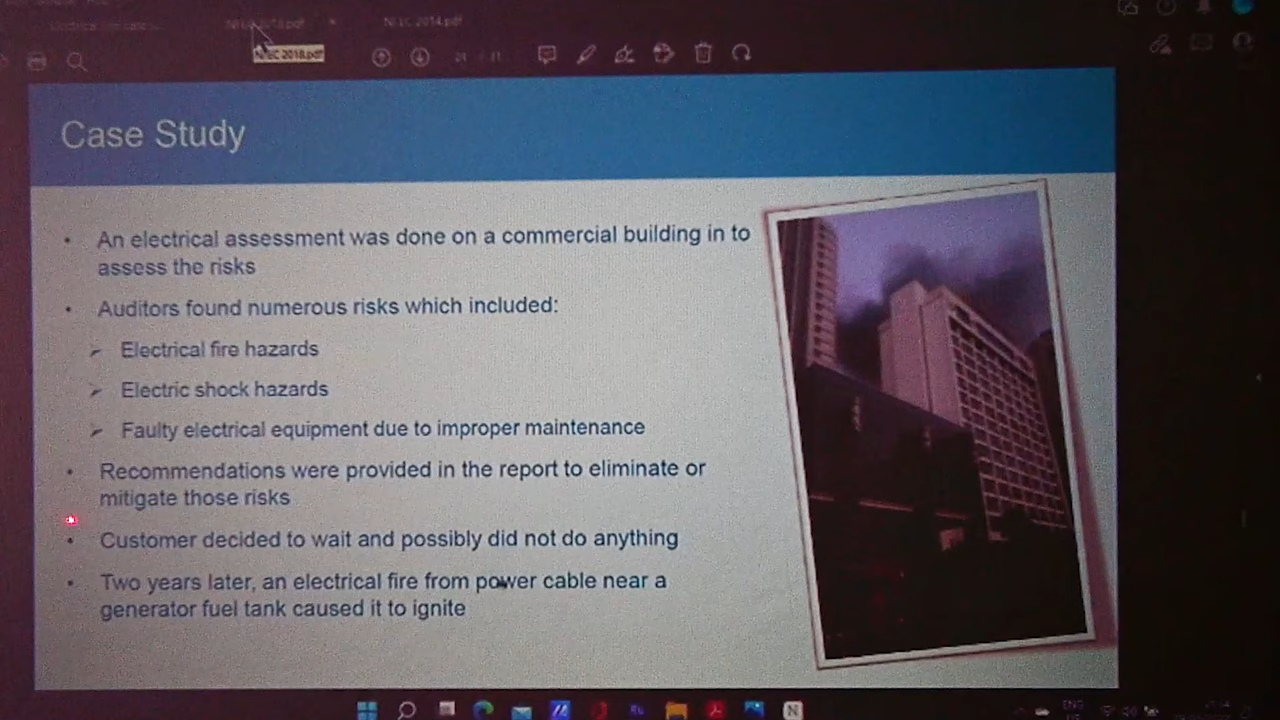 NFEC 2014.pdf
NFEC 2018.pdf
Case Study
• An electrical assessment was done on a commercial building in to
assess the risks
• Auditors found numerous risks which included:
➢ Electrical fire hazards
➢ Electric shock hazards
➢ Faulty electrical equipment due to improper maintenance
• Recommendations were provided in the report to eliminate or
mitigate those risks
• Customer decided to wait and possibly did not do anything
• Two years later, an electrical fire from power cable near a
generator fuel tank caused it to ignite
ENG